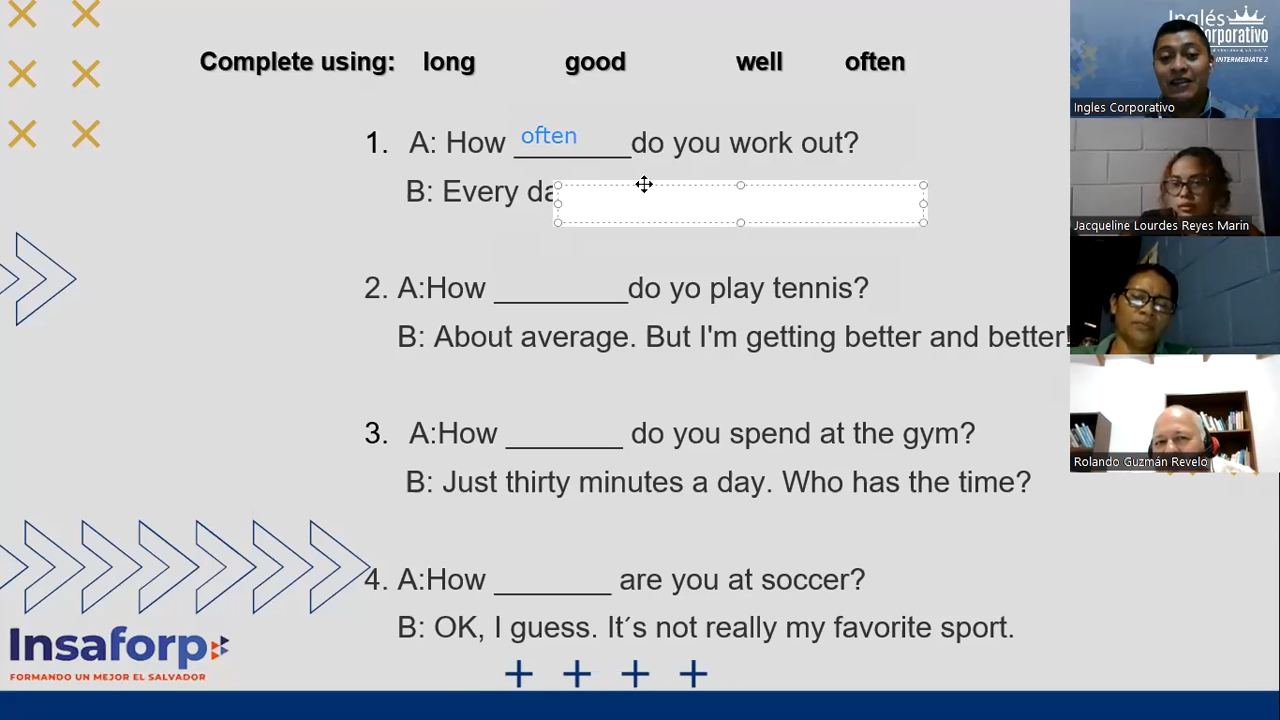 Complete using: long good well often
1. A: How often do you work out?
B: Every da
2. A:How ________do yo play tennis?
B: About average. But I'm getting better and better!
3. A:How _______ do you spend at the gym?
B: Just thirty minutes a day. Who has the time?
4. A:How _______ are you at soccer?
B: OK, I guess. It´s not really my favorite sport.
Insaforp
FORMANDO UN MEJOR EL SALVADOR
Inglés
Corporativo
INTERMEDIATE 2
Ingles Corporativo
Jacqueline Lourdes Reyes Marin
Rolando Guzmán Revelo